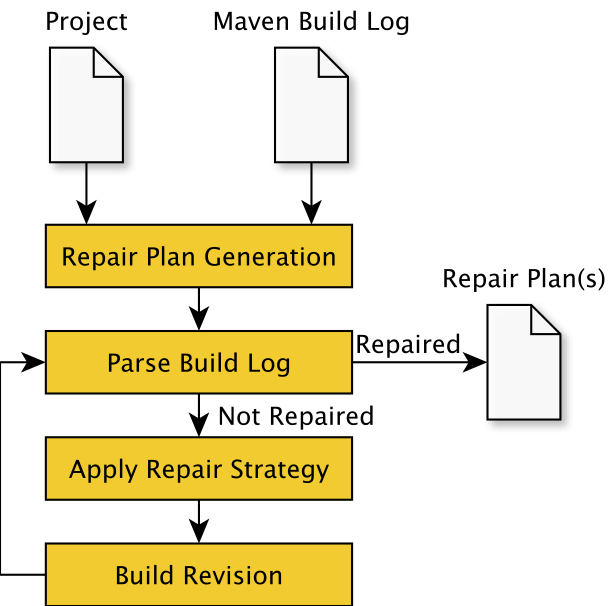 Project
Maven Build Log
Repair Plan Generation
Repair Plan(s)
Parse Build Log
Repaired
Not Repaired
Apply Repair Strategy
Build Revision